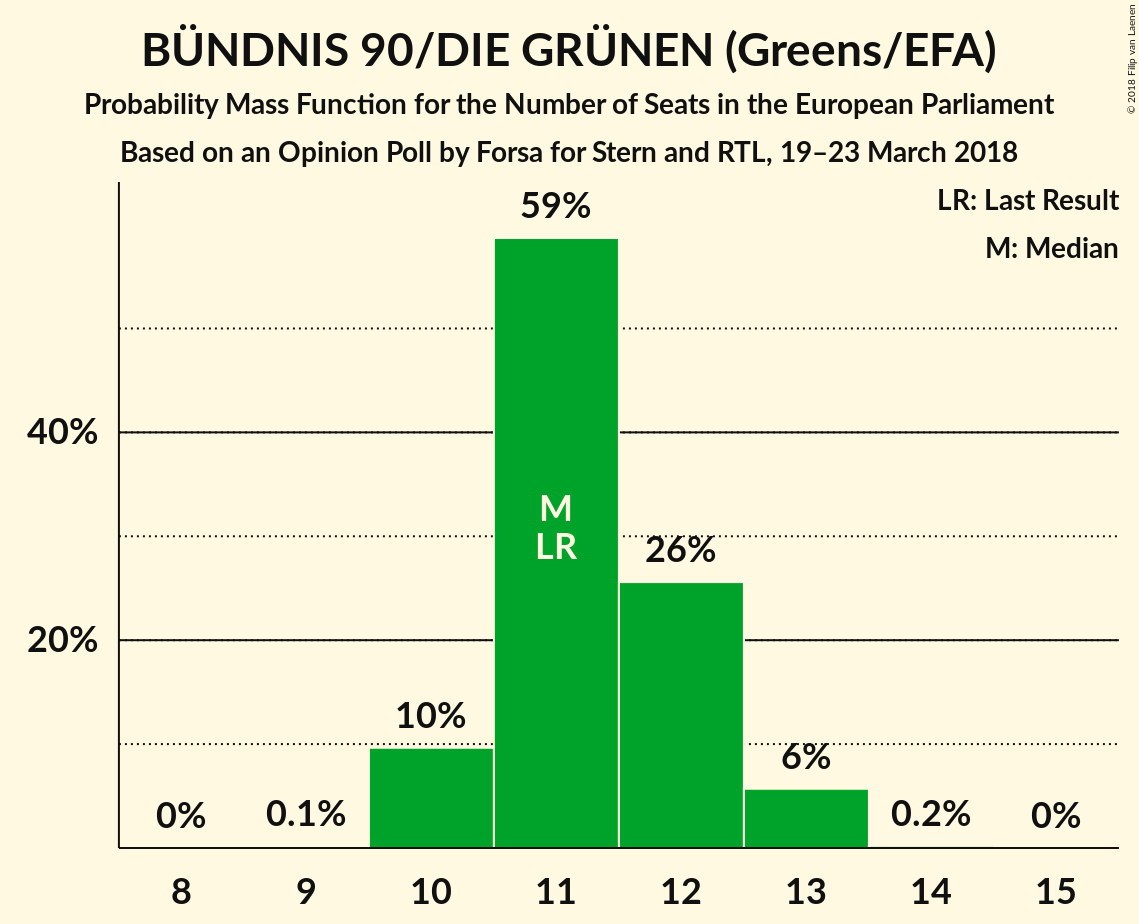 BÜNDNIS 90/DIE GRÜNEN (Greens/EFA)
Probability Mass Function for the Number of Seats in the European Parliament
Based on an Opinion Poll by Forsa for Stern and RTL, 19–23 March 2018
© 2018 Filip van Laenen
LR: Last Result
M: Median
59%
40%
M
LR
26%
20%
10%
6%
0%
0.1%
0.2%
0%
8 9 10 11 12 13 14 15